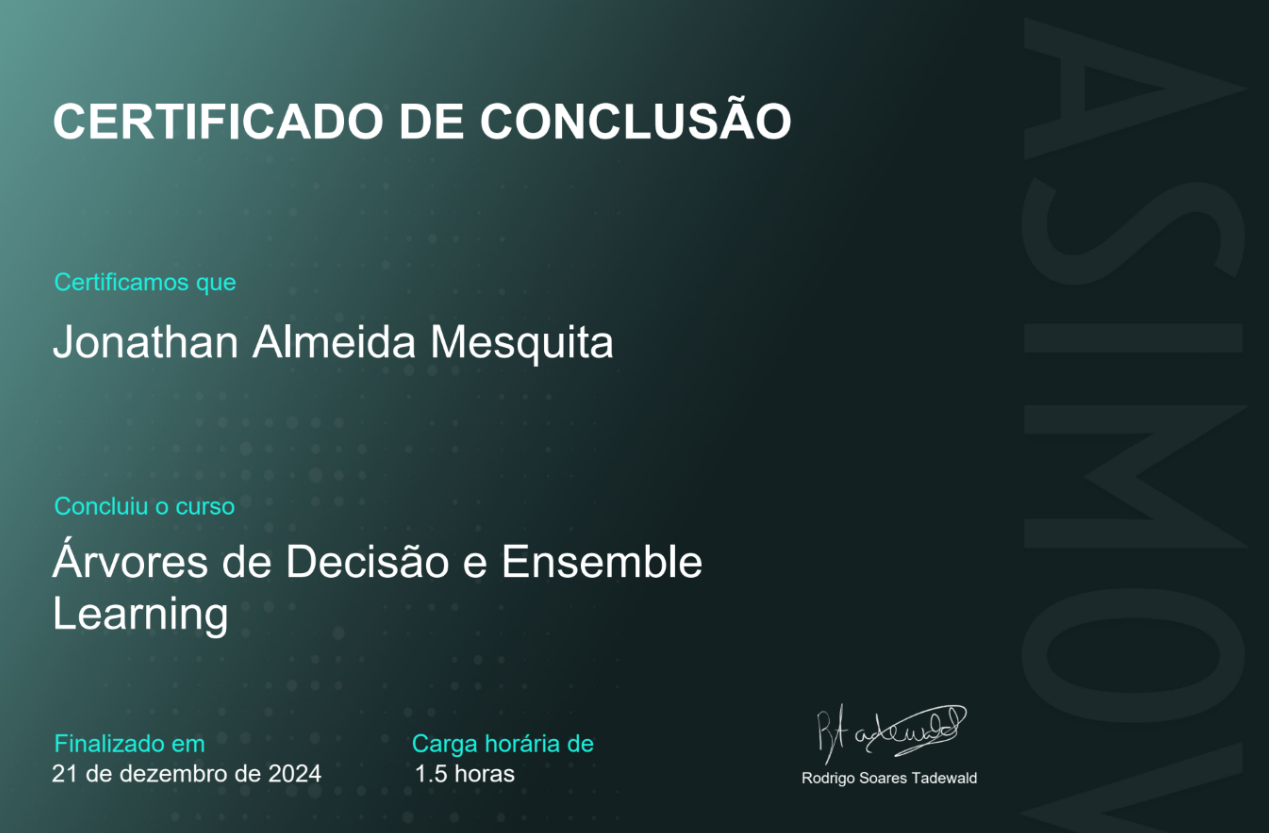 CERTIFICADO DE CONCLUSÃO
Certificamos que
Jonathan Almeida Mesquita
Concluiu o curso
Árvores de Decisão e Ensemble
Learning
Finalizado em
21 de dezembro de 2024
Carga horária de
1.5 horas
Rodrigo Soares Tadewald
ASIMOV